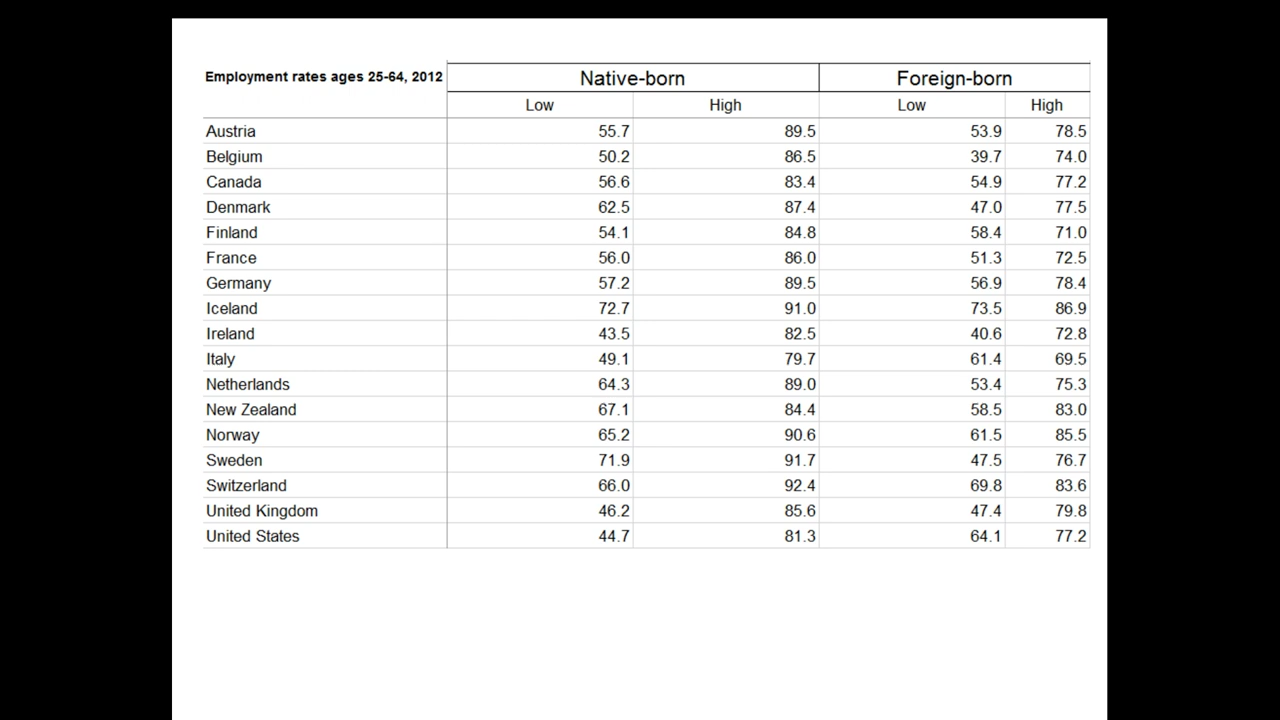 Employment rates ages 25-64, 2012 Native-born Foreign-born
Low High Low High
Austria 55.7 89.5 53.9 78.5
Belgium 50.2 86.5 39.7 74.0
Canada 56.6 83.4 54.9 77.2
Denmark 62.5 87.4 47.0 77.5
Finland 54.1 84.8 58.4 71.0
France 56.0 86.0 51.3 72.5
Germany 57.2 89.5 56.9 78.4
Iceland 72.7 91.0 73.5 86.9
Ireland 43.5 82.5 40.6 72.8
Italy 49.1 79.7 61.4 69.5
Netherlands 64.3 89.0 53.4 75.3
New Zealand 67.1 84.4 58.5 83.0
Norway 65.2 90.6 61.5 85.5
Sweden 71.9 91.7 47.5 76.7
Switzerland 66.0 92.4 69.8 83.6
United Kingdom 46.2 85.6 47.4 79.8
United States 44.7 81.3 64.1 77.2